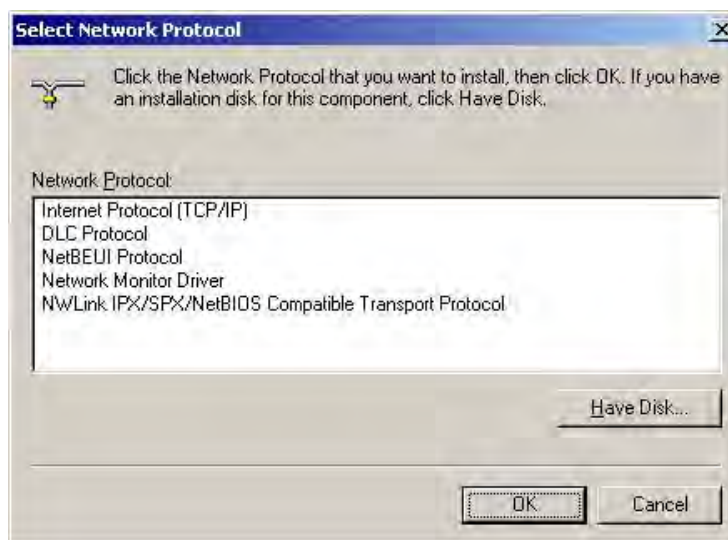 Select Network Protocol
Click the Network Protocol that you want to install, then click OK. If you have
an installation disk for this component, click Have Disk.
Network Protocol:
Internet Protocol (TCP/IP)
DLC Protocol
NetBEUI Protocol
Network Monitor Driver
NWLink IPX/SPX/NetBIOS Compatible Transport Protocol
Have Disk...
OK
Cancel